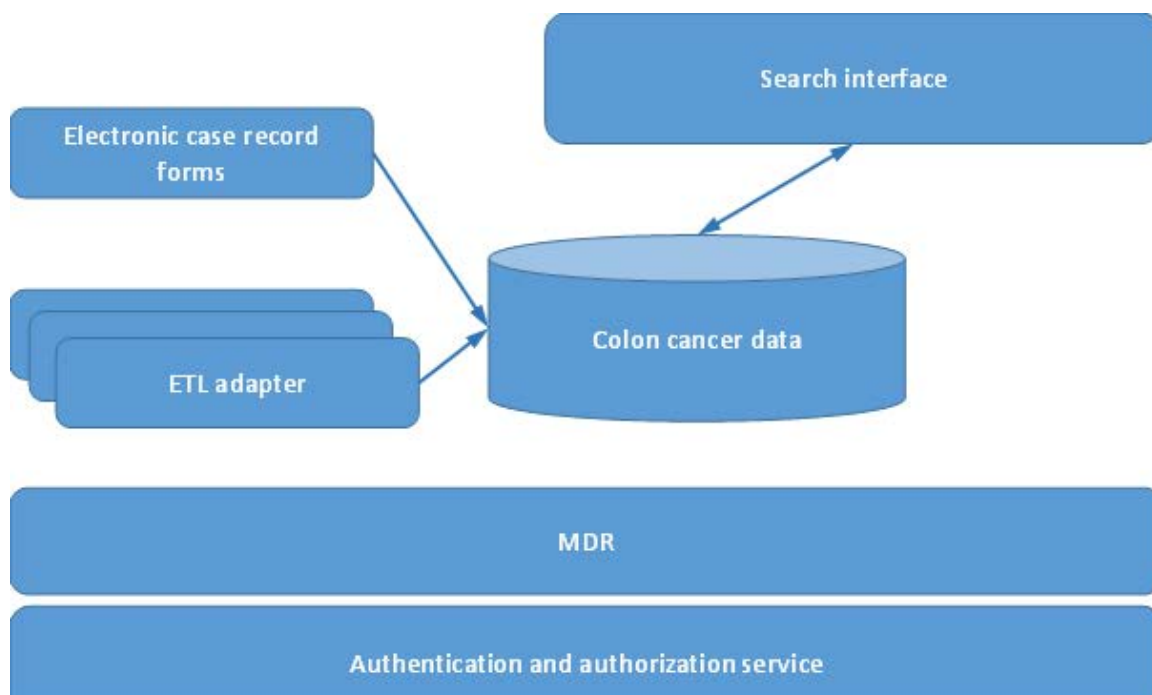 Search interface
Electronic case record
forms
Colon cancer data
ETL adapter
MDR
Authentication and authorization service